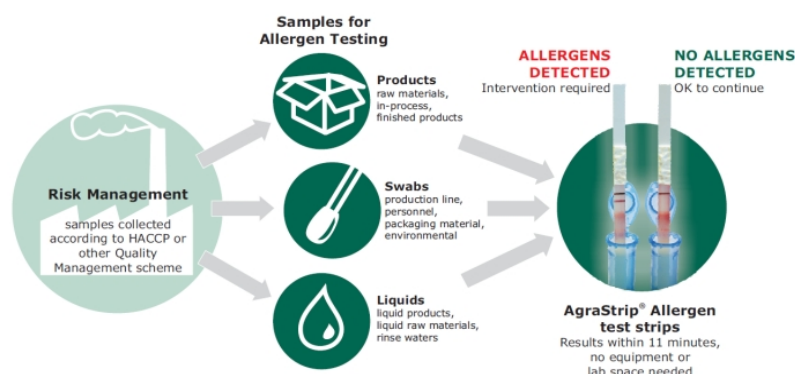 Samples for
Allergen Testing
ALLERGENS
DETECTED
Intervention required
NO ALLERGENS
DETECTED
OK to continue
Products
raw materials,
in-process,
finished products
Risk Management
samples collected
according to HACCP or
other Quality
Management scheme
Swabs
production line,
personnel,
packaging material,
environmental
Liquids
liquid products,
liquid raw materials,
rinse waters
AgraStrip® Allergen
test strips
Results within 11 minutes,
no equipment or
lab space needed